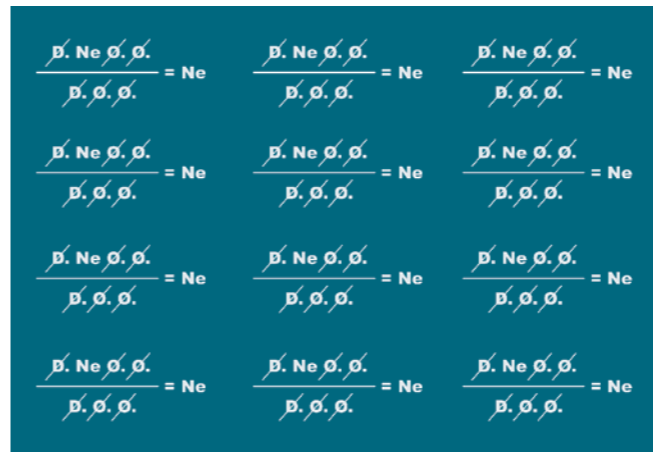 Đ. Ne Ø. Ø. Đ. Ne Ø. Ø. Đ. Ne Ø. Ø.
= Ne = Ne = Ne
Đ. Ø. Ø. Đ. Ø. Ø. Đ. Ø. Ø.
Đ. Ne Ø. Ø. Đ. Ne Ø. Ø. Đ. Ne Ø. Ø.
= Ne = Ne = Ne
Đ. Ø. Ø. Đ. Ø. Ø. Đ. Ø. Ø.
Đ. Ne Ø. Ø. Đ. Ne Ø. Ø. Đ. Ne Ø. Ø.
= Ne = Ne = Ne
Đ. Ø. Ø. Đ. Ø. Ø. Đ. Ø. Ø.
Đ. Ne Ø. Ø. Đ. Ne Ø. Ø. Đ. Ne Ø. Ø.
= Ne = Ne = Ne
Đ. Ø. Ø. Đ. Ø. Ø. Đ. Ø. Ø.